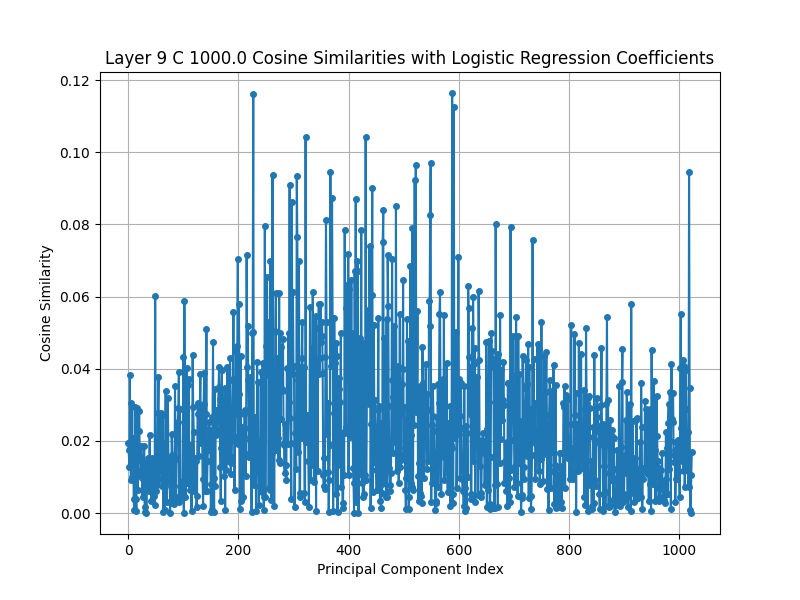 Layer 9 C 1000.0 Cosine Similarities with Logistic Regression Coefficients
0.12
0.10
0.08
0.06
0.04
0.02
0.00
Cosine Similarity
0 200 400 600 800 1000
Principal Component Index